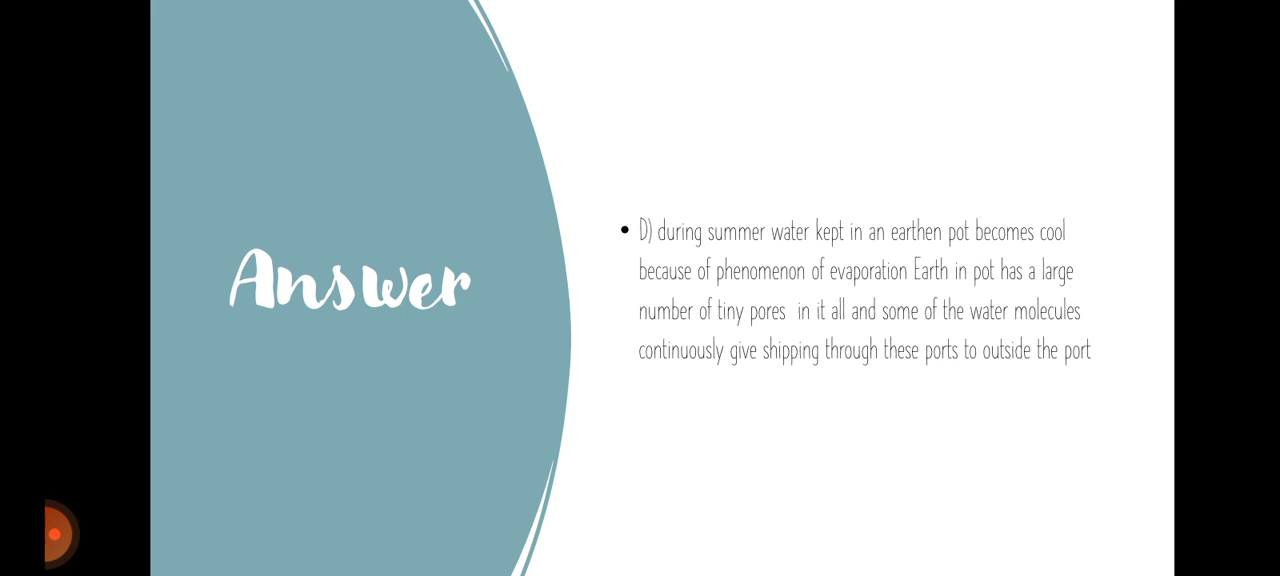 Answer
• D) during summer water kept in an earthen pot becomes cool
because of phenomenon of evaporation Earth in pot has a large
number of tiny pores in it all and some of the water molecules
continuously give shipping through these ports to outside the port